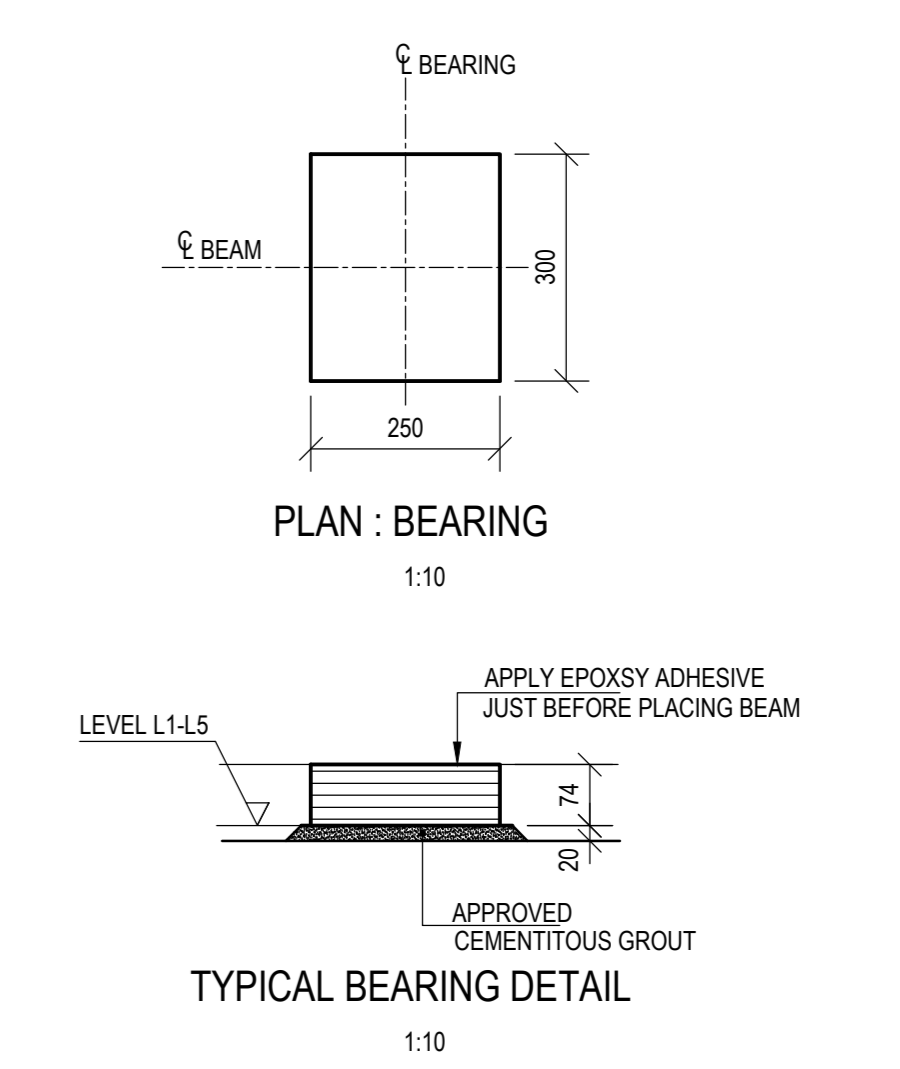 ℄ BEARING
℄ BEAM
300
250
PLAN : BEARING
1:10
APPLY EPOXSY ADHESIVE
JUST BEFORE PLACING BEAM
LEVEL L1-L5
74
20
APPROVED
CEMENTITOUS GROUT
TYPICAL BEARING DETAIL
1:10